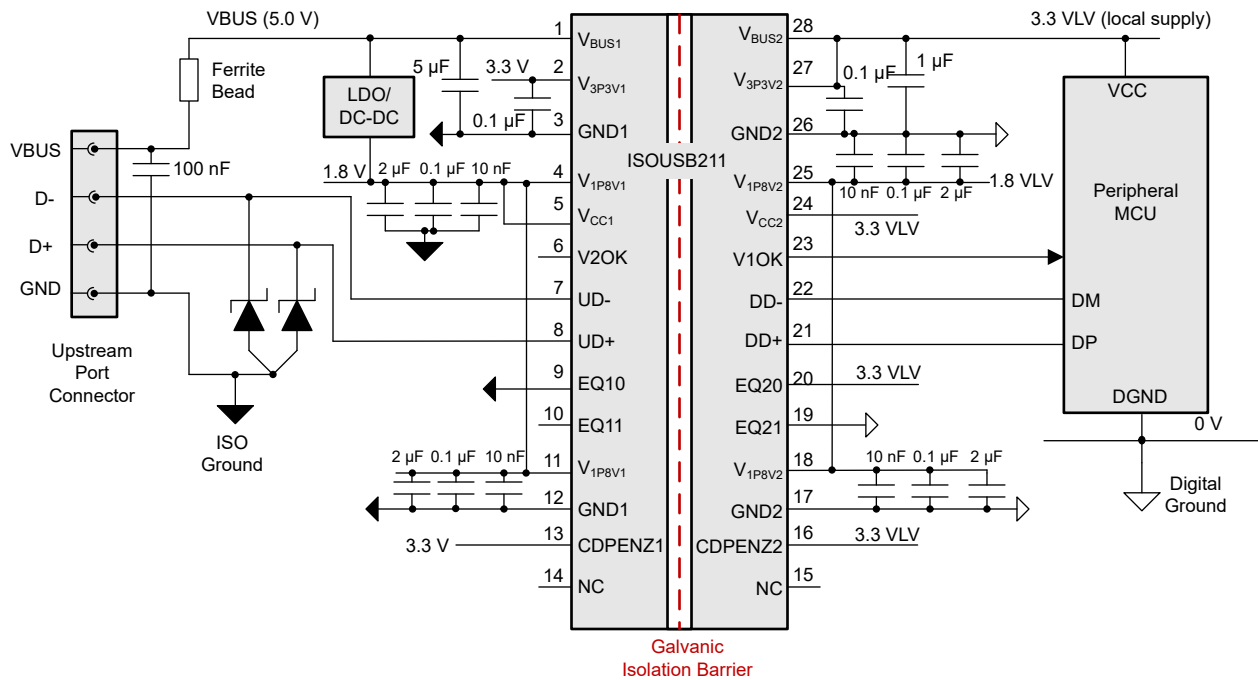 VBUS (5.0 V)
3.3 VLV (local supply)
Ferrite
Bead
LDO/
DC-DC
5 µF
3.3 V
0.1 µF
VBUS
D-
D+
GND
100 nF
Upstream
Port
Connector
ISO
Ground
1.8 V
2 µF
0.1 µF
10 nF
2 µF
0.1 µF
10 nF
3.3 V
1
2
3
4
5
6
7
8
9
10
11
12
13
14
VBUS1
V3P3V1
GND1
V1P8V1
VCC1
V2OK
UD-
UD+
EQ10
EQ11
V1P8V1
GND1
CDPENZ1
NC
ISOUSB211
VBUS2
V3P3V2
GND2
V1P8V2
VCC2
V1OK
DD-
DD+
EQ20
EQ21
V1P8V2
GND2
CDPENZ2
NC
28
27
26
25
24
23
22
21
20
19
18
17
16
15
0.1 µF
1 µF
10 nF
0.1 µF
2 µF
1.8 VLV
3.3 VLV
3.3 VLV
10 nF
0.1 µF
2 µF
3.3 VLV
VCC
Peripheral
MCU
DM
DP
DGND
0 V
Digital
Ground
Galvanic
Isolation Barrier